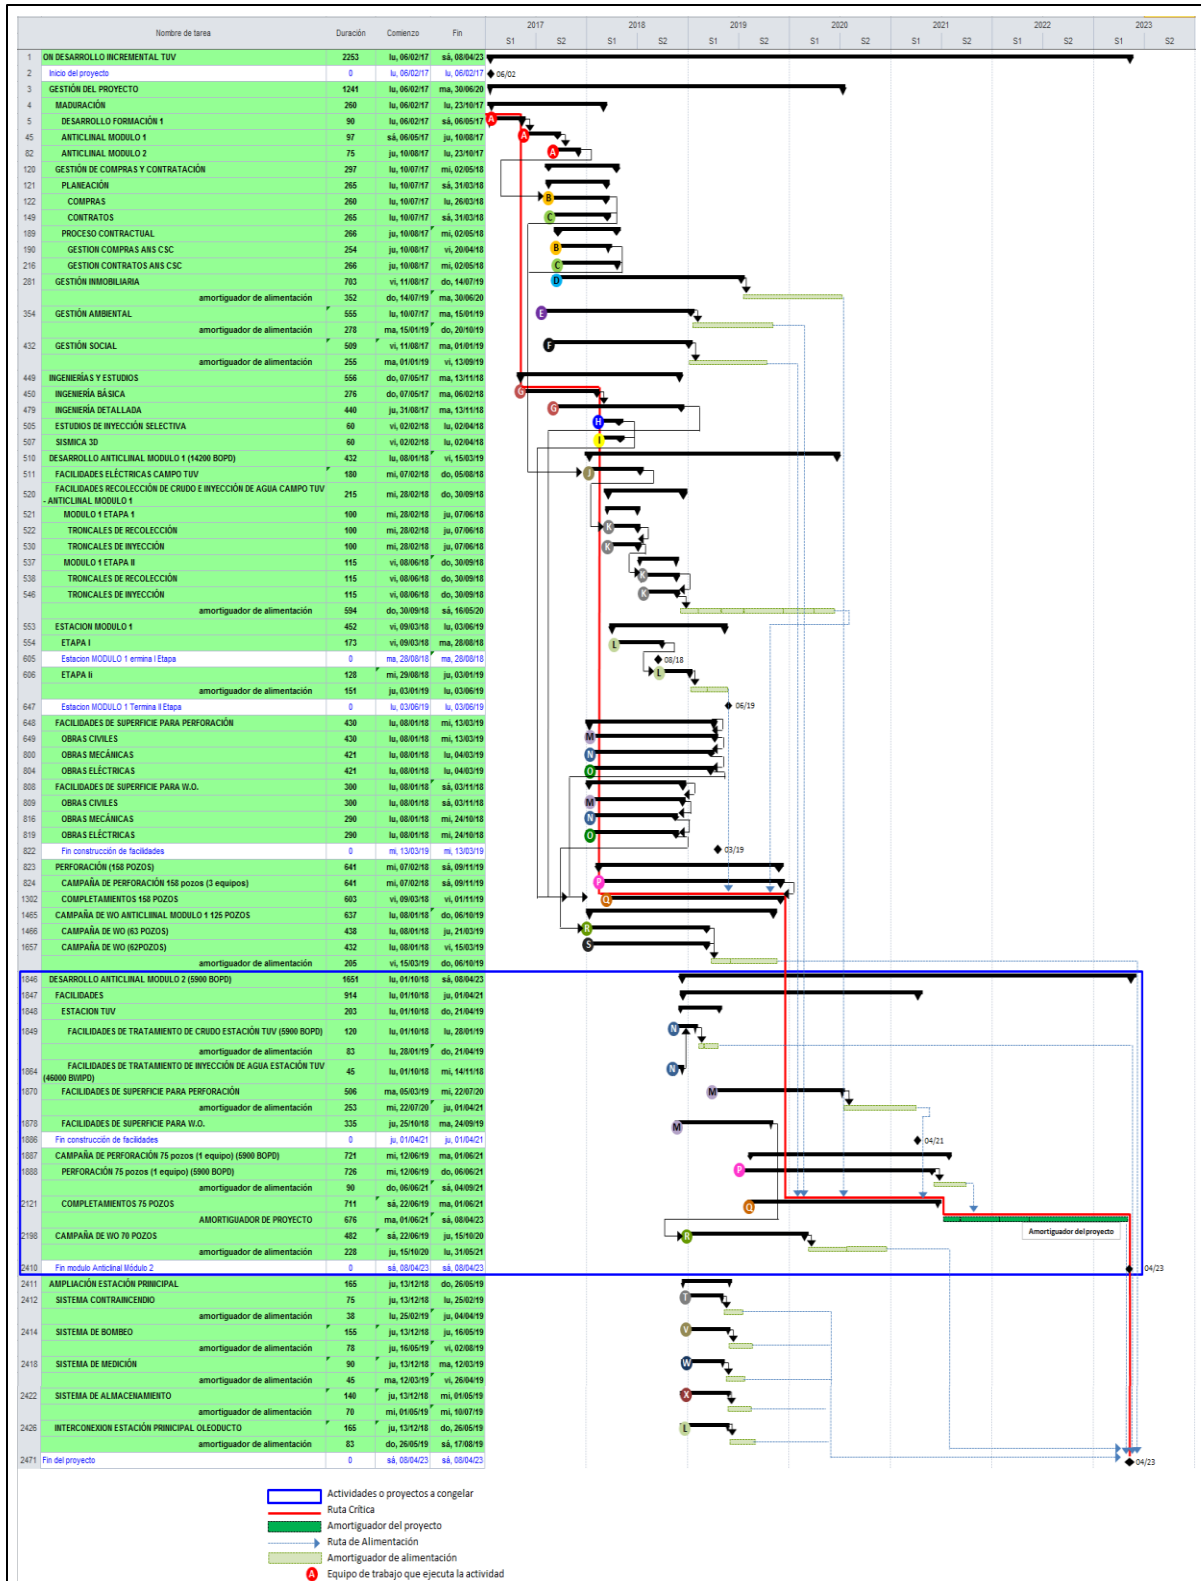 2017 2018 2019 2020 2021 2022 2023
Nombre de tarea Duración Comienzo Fin S1 S2 S1 S2 S1 S2 S1 S2 S1 S2 S1 S2 S1 S2
1 ON DESARROLLO INCREMENTAL TUV 2253 lu, 06/02/17 sá, 08/04/23
2 Inicio del proyecto 0 lu, 06/02/17 lu, 06/02/17 06/02
3 GESTIÓN DEL PROYECTO 1241 lu, 06/02/17 ma, 30/06/20
4 MADURACIÓN 260 lu, 06/02/17 lu, 23/10/17
5 DESARROLLO FORMACIÓN 1 90 lu, 06/02/17 sá, 06/05/17 A
45 ANTICLINAL MODULO 1 97 sá, 06/05/17 ju, 10/08/17 A
82 ANTICLINAL MODULO 2 75 ju, 10/08/17 lu, 23/10/17 A
120 GESTIÓN DE COMPRAS Y CONTRATACIÓN 297 lu, 10/07/17 mi, 02/05/18
121 PLANEACIÓN 265 lu, 10/07/17 sá, 31/03/18
122 COMPRAS 260 lu, 10/07/17 lu, 26/03/18 B
149 CONTRATOS 265 lu, 10/07/17 sá, 31/03/18 C
189 PROCESO CONTRACTUAL 266 ju, 10/08/17 mi, 02/05/18
190 GESTION COMPRAS ANS CSC 254 ju, 10/08/17 vi, 20/04/18 B
216 GESTION CONTRATOS ANS CSC 266 ju, 10/08/17 mi, 02/05/18 C
281 GESTIÓN INMOBILIARIA 703 vi, 11/08/17 do, 14/07/19 D
amortiguador de alimentación 352 do, 14/07/19 ma, 30/06/20
354 GESTIÓN AMBIENTAL 555 lu, 10/07/17 ma, 15/01/19 E
amortiguador de alimentación 278 ma, 15/01/19 do, 20/10/19
432 GESTIÓN SOCIAL 509 vi, 11/08/17 ma, 01/01/19 F
amortiguador de alimentación 255 ma, 01/01/19 vi, 13/09/19
449 INGENIERÍAS Y ESTUDIOS 556 do, 07/05/17 ma, 13/11/18
450 INGENIERÍA BÁSICA 276 do, 07/05/17 ma, 06/02/18 G
479 INGENIERÍA DETALLADA 440 ju, 31/08/17 ma, 13/11/18 G
505 ESTUDIOS DE INYECCIÓN SELECTIVA 60 vi, 02/02/18 lu, 02/04/18 H
507 SISMICA 3D 60 vi, 02/02/18 lu, 02/04/18 I
510 DESARROLLO ANTICLINAL MODULO 1 (14200 BOPD) 432 lu, 08/01/18 vi, 15/03/19
511 FACILIDADES ELÉCTRICAS CAMPO TUV 180 mi, 07/02/18 do, 05/08/18 J
520 FACILIDADES RECOLECCIÓN DE CRUDO E INYECCIÓN DE AGUA CAMPO TUV
- ANTICLINAL MODULO 1 215 mi, 28/02/18 do, 30/09/18
521 MODULO 1 ETAPA 1 100 mi, 28/02/18 ju, 07/06/18
522 TRONCALES DE RECOLECCIÓN 100 mi, 28/02/18 ju, 07/06/18 K
530 TRONCALES DE INYECCIÓN 100 mi, 28/02/18 ju, 07/06/18 K
537 MODULO 1 ETAPA II 115 vi, 08/06/18 do, 30/09/18
538 TRONCALES DE RECOLECCIÓN 115 vi, 08/06/18 do, 30/09/18 K
546 TRONCALES DE INYECCIÓN 115 vi, 08/06/18 do, 30/09/18 K
amortiguador de alimentación 594 do, 30/09/18 sá, 16/05/20
553 ESTACION MODULO 1 452 vi, 09/03/18 lu, 03/06/19
554 ETAPA I 173 vi, 09/03/18 ma, 28/08/18 L
605 Estacion MODULO 1 ermina I Etapa 0 ma, 28/08/18 ma, 28/08/18 08/18
606 ETAPA Ii 128 mi, 29/08/18 ju, 03/01/19 L
amortiguador de alimentación 151 ju, 03/01/19 lu, 03/06/19
647 Estacion MODULO 1 Termina II Etapa 0 lu, 03/06/19 lu, 03/06/19 06/19
648 FACILIDADES DE SUPERFICIE PARA PERFORACIÓN 430 lu, 08/01/18 mi, 13/03/19
649 OBRAS CIVILES 430 lu, 08/01/18 mi, 13/03/19 M
800 OBRAS MECÁNICAS 421 lu, 08/01/18 lu, 04/03/19 N
804 OBRAS ELÉCTRICAS 421 lu, 08/01/18 lu, 04/03/19 O
808 FACILIDADES DE SUPERFICIE PARA W.O. 300 lu, 08/01/18 sá, 03/11/18
809 OBRAS CIVILES 300 lu, 08/01/18 sá, 03/11/18 M
816 OBRAS MECÁNICAS 290 lu, 08/01/18 mi, 24/10/18 N
819 OBRAS ELÉCTRICAS 290 lu, 08/01/18 mi, 24/10/18 O
822 Fin construcción de facilidades 0 mi, 13/03/19 mi, 13/03/19 03/19
823 PERFORACIÓN (158 POZOS) 641 mi, 07/02/18 sá, 09/11/19
824 CAMPAÑA DE PERFORACIÓN 158 pozos (3 equipos) 641 mi, 07/02/18 sá, 09/11/19 P
1302 COMPLETAMIENTOS 158 POZOS 603 vi, 09/03/18 vi, 01/11/19 Q
1465 CAMPAÑA DE WO ANTICLIINAL MODULO 1 125 POZOS 637 lu, 08/01/18 do, 06/10/19
1466 CAMPAÑA DE WO (63 POZOS) 438 lu, 08/01/18 ju, 21/03/19 R
1657 CAMPAÑA DE WO (62POZOS) 432 lu, 08/01/18 vi, 15/03/19 S
amortiguador de alimentación 205 vi, 15/03/19 do, 06/10/19
1846 DESARROLLO ANTICLINAL MODULO 2 (5900 BOPD) 1651 lu, 01/10/18 sá, 08/04/23
1847 FACILIDADES 914 lu, 01/10/18 ju, 01/04/21
1848 ESTACION TUV 203 lu, 01/10/18 do, 21/04/19
1849 FACILIDADES DE TRATAMIENTO DE CRUDO ESTACIÓN TUV (5900 BOPD) 120 lu, 01/10/18 lu, 28/01/19 N
amortiguador de alimentación 83 lu, 28/01/19 do, 21/04/19
1864 FACILIDADES DE TRATAMIENTO DE INYECCIÓN DE AGUA ESTACIÓN TUV
(46000 BWIPD) 45 lu, 01/10/18 mi, 14/11/18 N
1870 FACILIDADES DE SUPERFICIE PARA PERFORACIÓN 506 ma, 05/03/19 mi, 22/07/20 M
amortiguador de alimentación 253 mi, 22/07/20 ju, 01/04/21
1878 FACILIDADES DE SUPERFICIE PARA W.O. 335 ju, 25/10/18 ma, 24/09/19 M
1886 Fin construcción de facilidades 0 ju, 01/04/21 ju, 01/04/21 04/21
1887 CAMPAÑA DE PERFORACIÓN 75 pozos (1 equipo) (5900 BOPD) 721 mi, 12/06/19 ma, 01/06/21
1888 PERFORACIÓN 75 pozos (1 equipo) (5900 BOPD) 726 mi, 12/06/19 do, 06/06/21 P
amortiguador de alimentación 90 do, 06/06/21 sá, 04/09/21
2121 COMPLETAMIENTOS 75 POZOS 711 sá, 22/06/19 ma, 01/06/21 Q
AMORTIGUADOR DE PROYECTO 676 ma, 01/06/21 sá, 08/04/23
Amortiguador del proyecto
2198 CAMPAÑA DE WO 70 POZOS 482 sá, 22/06/19 ju, 15/10/20 R
amortiguador de alimentación 228 ju, 15/10/20 lu, 31/05/21
2410 Fin modulo Anticlinal Módulo 2 0 sá, 08/04/23 sá, 08/04/23 04/23
2411 AMPLIACIÓN ESTACIÓN PRINICIPAL 165 ju, 13/12/18 do, 26/05/19
2412 SISTEMA CONTRAINCENDIO 75 ju, 13/12/18 lu, 25/02/19 T
amortiguador de alimentación 38 lu, 25/02/19 ju, 04/04/19
2414 SISTEMA DE BOMBEO 155 ju, 13/12/18 ju, 16/05/19 V
amortiguador de alimentación 78 ju, 16/05/19 vi, 02/08/19
2418 SISTEMA DE MEDICIÓN 90 ju, 13/12/18 ma, 12/03/19 W
amortiguador de alimentación 45 ma, 12/03/19 vi, 26/04/19
2422 SISTEMA DE ALMACENAMIENTO 140 ju, 13/12/18 mi, 01/05/19 X
amortiguador de alimentación 70 mi, 01/05/19 mi, 10/07/19
2426 INTERCONEXION ESTACIÓN PRINICIPAL OLEODUCTO 165 ju, 13/12/18 do, 26/05/19 L
amortiguador de alimentación 83 do, 26/05/19 sá, 17/08/19
2471 Fin del proyecto 0 sá, 08/04/23 sá, 08/04/23 04/23
Actividades o proyectos a congelar
Ruta Crítica
Amortiguador del proyecto
Ruta de Alimentación
Amortiguador de alimentación
A Equipo de trabajo que ejecuta la actividad